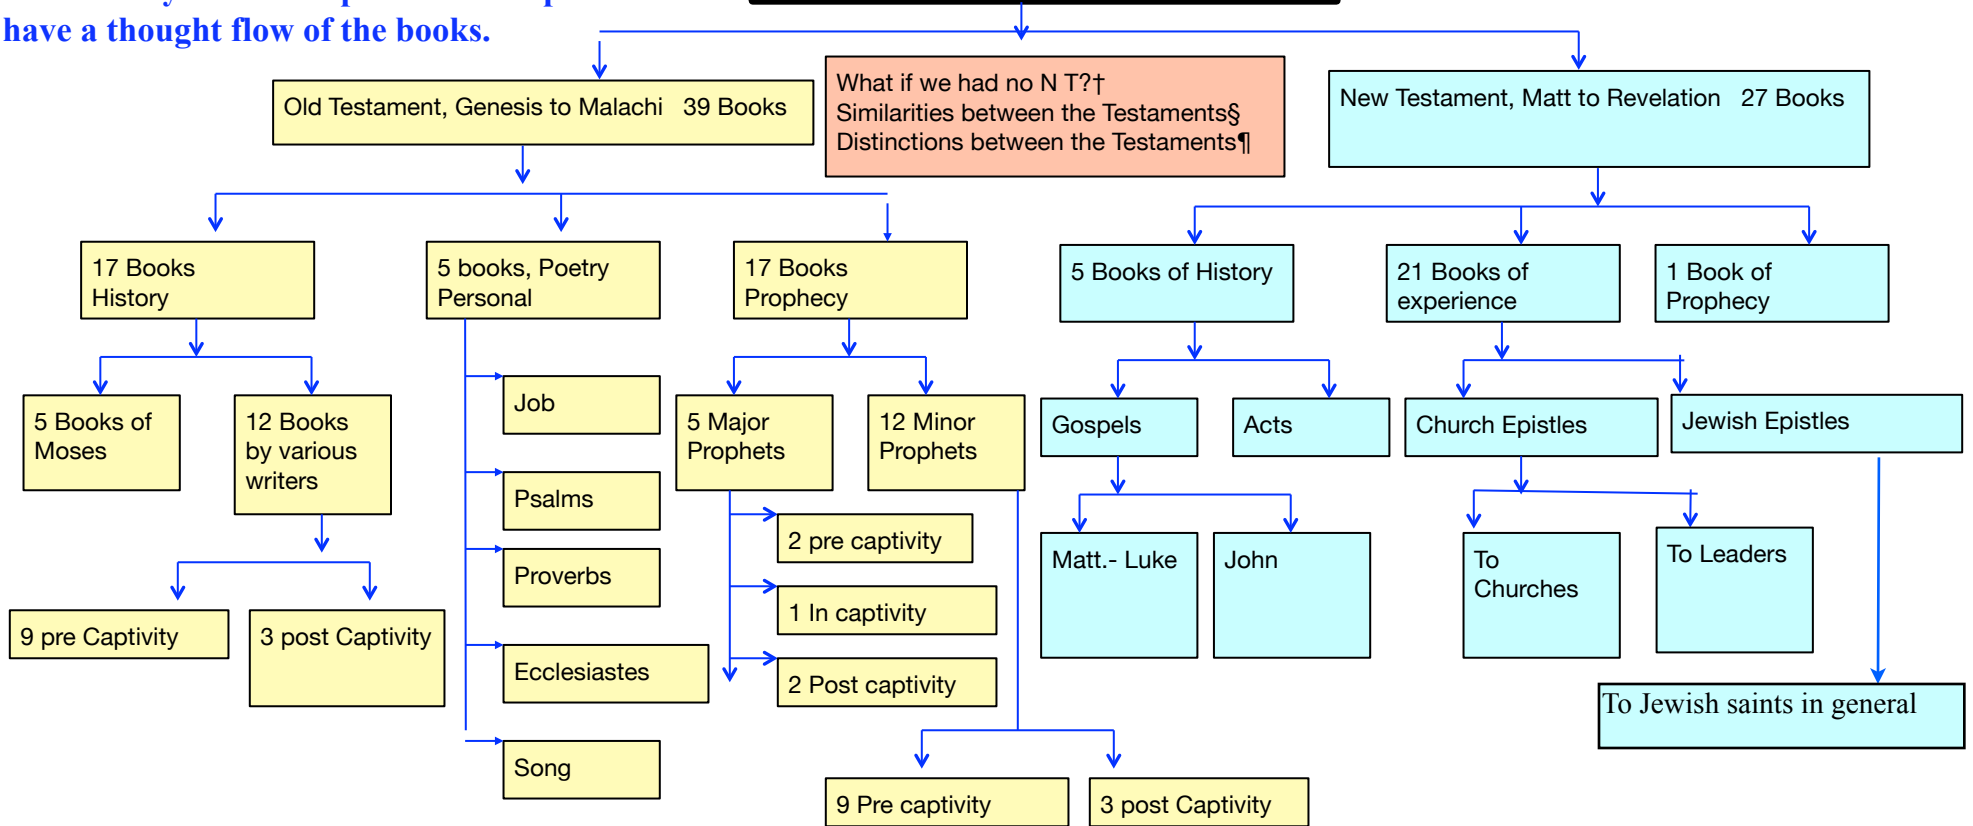 have a thought flow of the books.
Old Testament, Genesis to Malachi 39 Books
What if we had no N T?†
Similarities between the Testaments§
Distinctions between the Testaments¶
New Testament, Matt to Revelation 27 Books
17 Books
History
5 books, Poetry
Personal
17 Books
Prophecy
5 Books of History
21 Books of
experience
1 Book of
Prophecy
5 Books of
Moses
12 Books
by various
writers
Job
Psalms
Proverbs
Ecclesiastes
Song
5 Major
Prophets
12 Minor
Prophets
Gospels
Acts
Church Epistles
Jewish Epistles
2 pre captivity
1 In captivity
2 Post captivity
Matt.- Luke
John
To
Churches
To Leaders
9 pre Captivity
3 post Captivity
To Jewish saints in general
9 Pre captivity
3 post Captivity